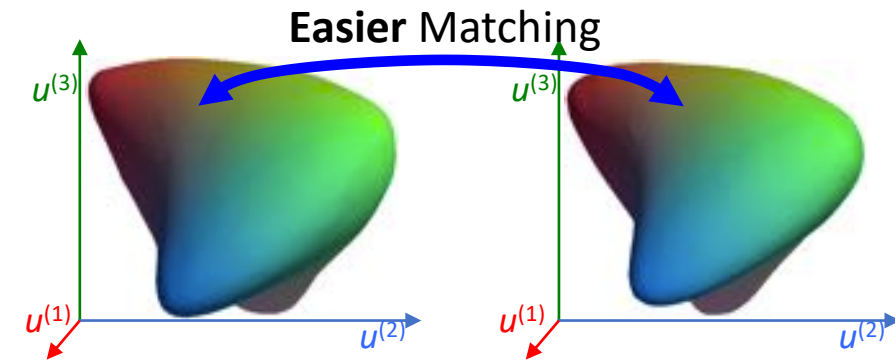 Easier Matching
u(3)
u(3)
u(1)
u(2)
u(1)
u(2)